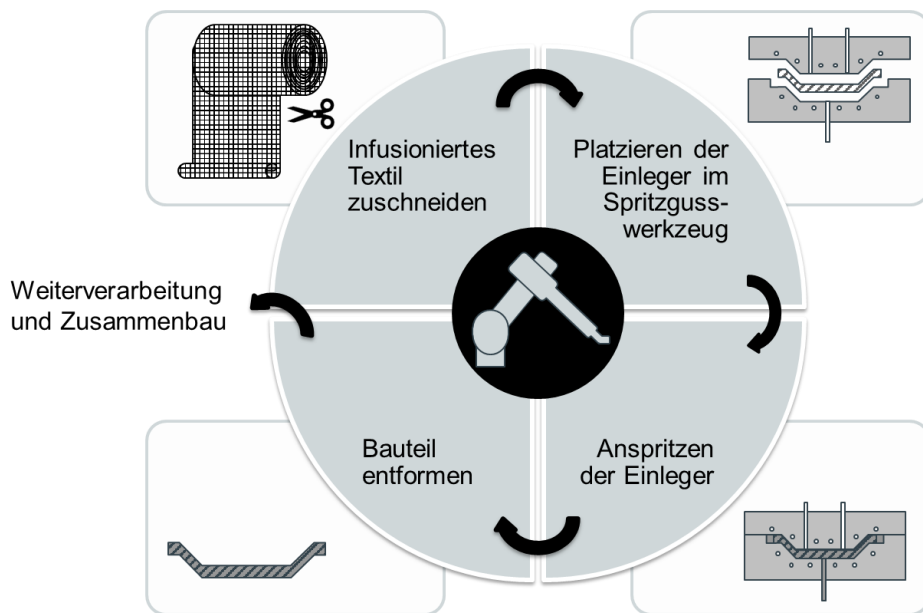 Infusioniertes
Textil
zuschneiden
Platzieren der
Einleger im
Spritzguss-
werkzeug
Weiterverarbeitung
und Zusammenbau
Bauteil
entformen
Anspritzen
der Einleger